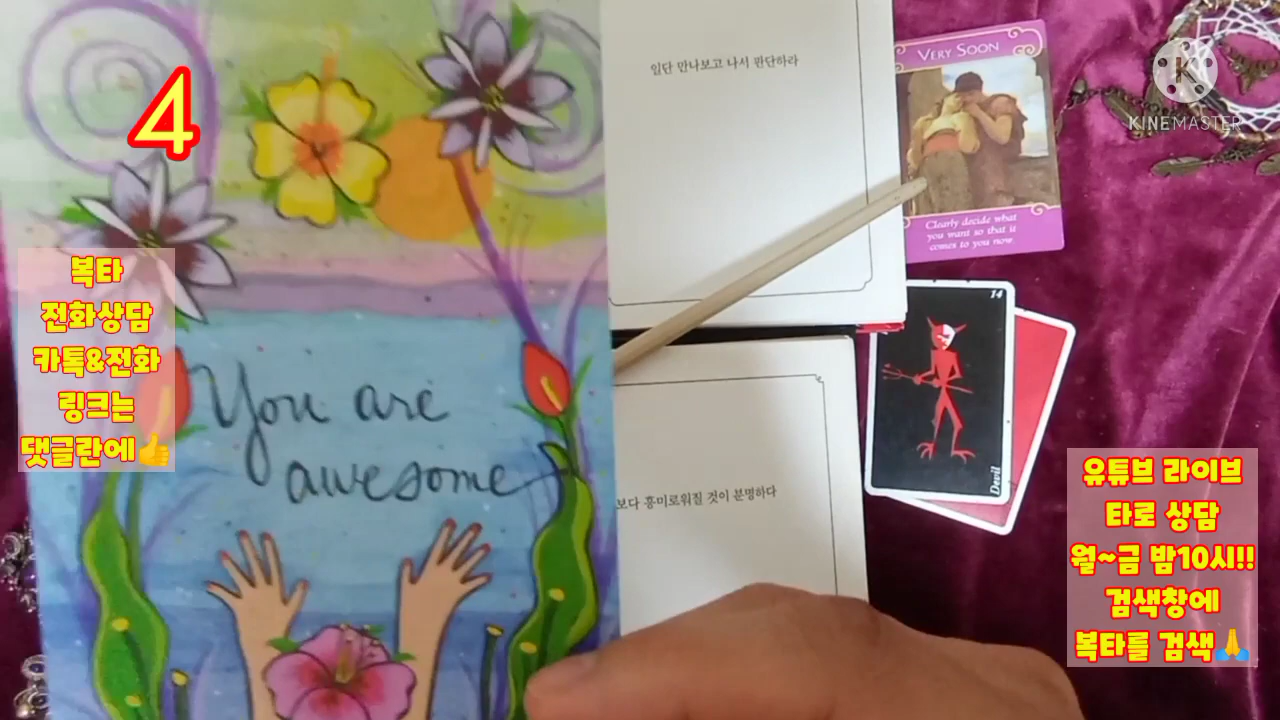 4
복타
전화상담
카톡&전화
링크는
댓글란에👍
You are
awesome
일단 만나보고 나서 판단하라
보다 흥미로워질 것이 분명하다
VERY SOON
Clearly decide what
you want so that it
comes to you now.
K
KINEMASTER
14
Devil
유튜브 라이브
타로 상담
월~금 밤10시!!
검색창에
복타를 검색🙏